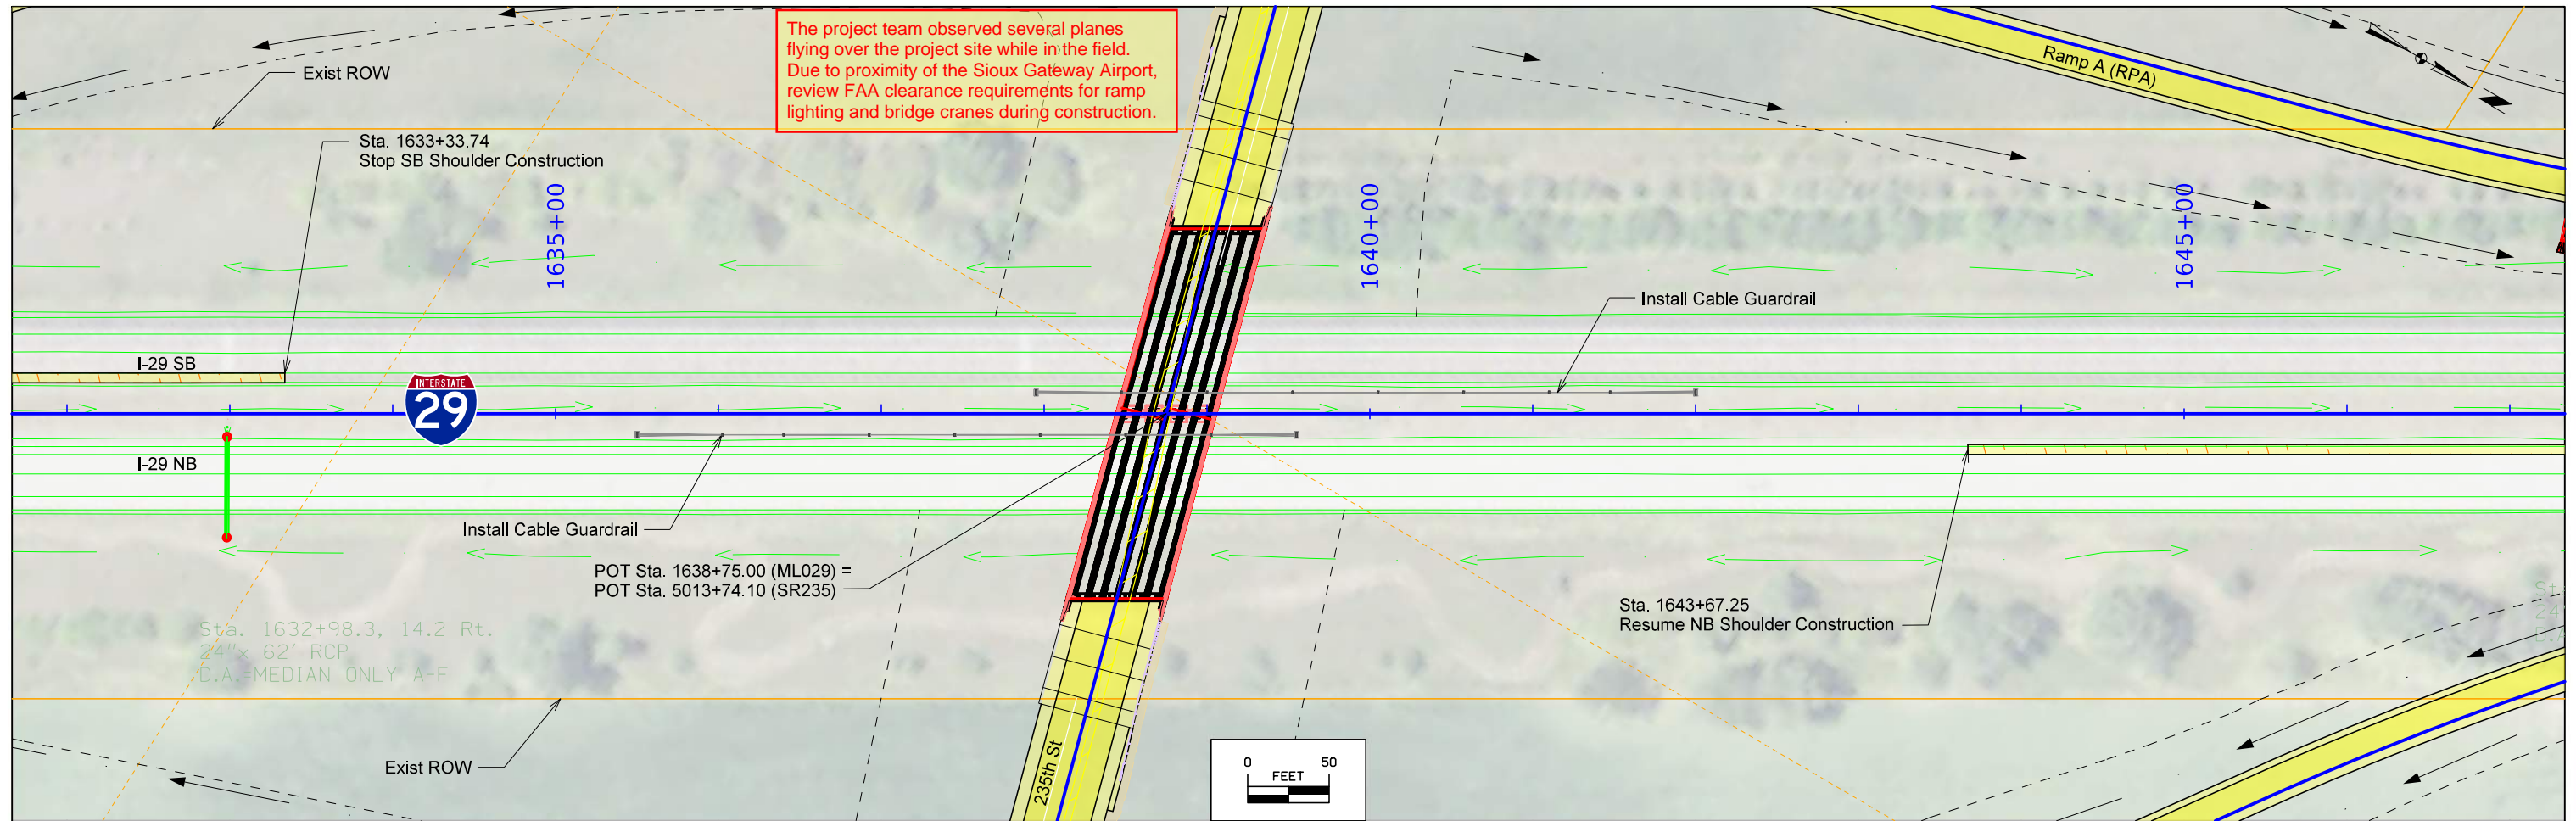 The project team observed several planes
flying over the project site while in the field.
Due to proximity of the Sioux Gateway Airport,
review FAA clearance requirements for ramp
lighting and bridge cranes during construction.
Exist ROW
Ramp A (RPA)
Sta. 1633+33.74
Stop SB Shoulder Construction
1635+00
1640+00
1645+00
Install Cable Guardrail
I-29 SB
INTERSTATE
29
I-29 NB
Install Cable Guardrail
POT Sta. 1638+75.00 (ML029) =
POT Sta. 5013+74.10 (SR235)
Sta. 1643+67.25
Resume NB Shoulder Construction
Sta. 1632+98.3, 14.2 Rt.
24"x 62' RCP
D.A.=MEDIAN ONLY A-F
Exist ROW
235th St
0 50
FEET